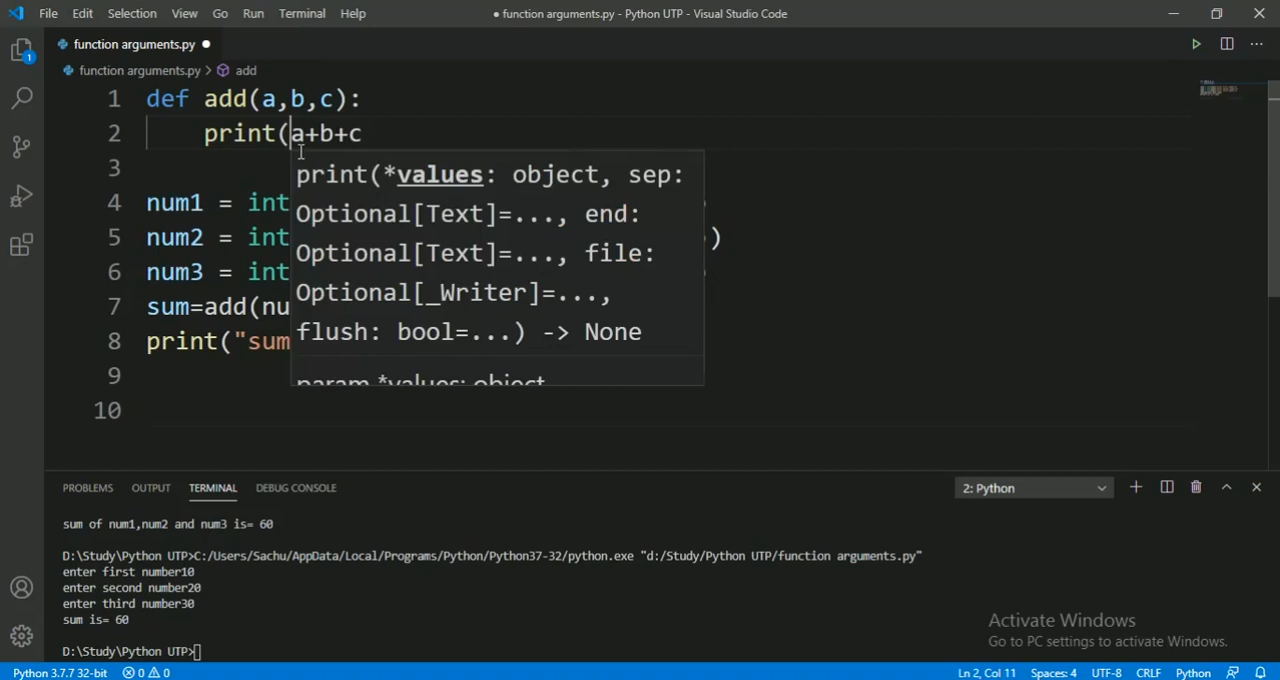 File Edit Selection View Go Run Terminal Help ● function arguments.py - Python UTP - Visual Studio Code
function arguments.py ●
function arguments.py > add
1 def add(a,b,c):
2 print(a+b+c
3
4 num1 = int
5 num2 = int )
6 num3 = int
7 sum=add(nu
8 print("sum
9
10
print(*values: object, sep:
Optional[Text]=..., end:
Optional[Text]=..., file:
Optional[_Writer]=...,
flush: bool=...) -> None
param *values: object
1
PROBLEMS OUTPUT TERMINAL DEBUG CONSOLE 2: Python
sum of num1,num2 and num3 is= 60
D:\Study\Python UTP>C:/Users/Sachu/AppData/Local/Programs/Python/Python37-32/python.exe "d:/Study/Python UTP/function arguments.py"
enter first number10
enter second number20
enter third number30
sum is= 60
D:\Study\Python UTP>
Activate Windows
Go to PC settings to activate Windows.
Python 3.7.7 32-bit 0 0 Ln 2, Col 11 Spaces: 4 UTF-8 CRLF Python